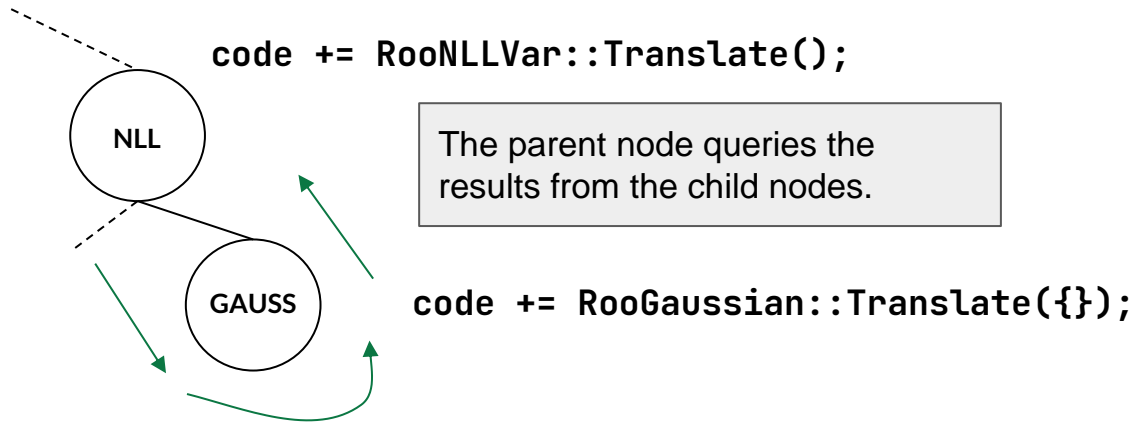 code += RooNLLVar::Translate();
NLL
The parent node queries the
results from the child nodes.
GAUSS
code += RooGaussian::Translate({});